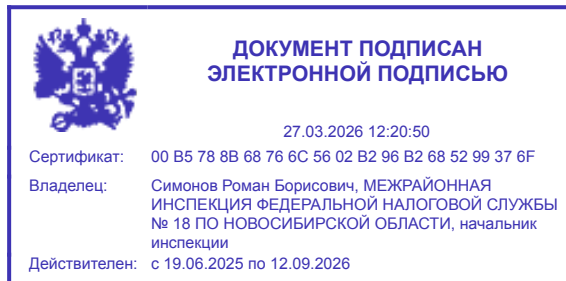 ДОКУМЕНТ ПОДПИСАН
ЭЛЕКТРОННОЙ ПОДПИСЬЮ
27.03.2026 12:20:50
Сертификат: 00 B5 78 8B 68 76 6C 56 02 B2 96 B2 68 52 99 37 6F
Владелец: Симонов Роман Борисович, МЕЖРАЙОННАЯ
ИНСПЕКЦИЯ ФЕДЕРАЛЬНОЙ НАЛОГОВОЙ СЛУЖБЫ
№ 18 ПО НОВОСИБИРСКОЙ ОБЛАСТИ, начальник
инспекции
Действителен: с 19.06.2025 по 12.09.2026